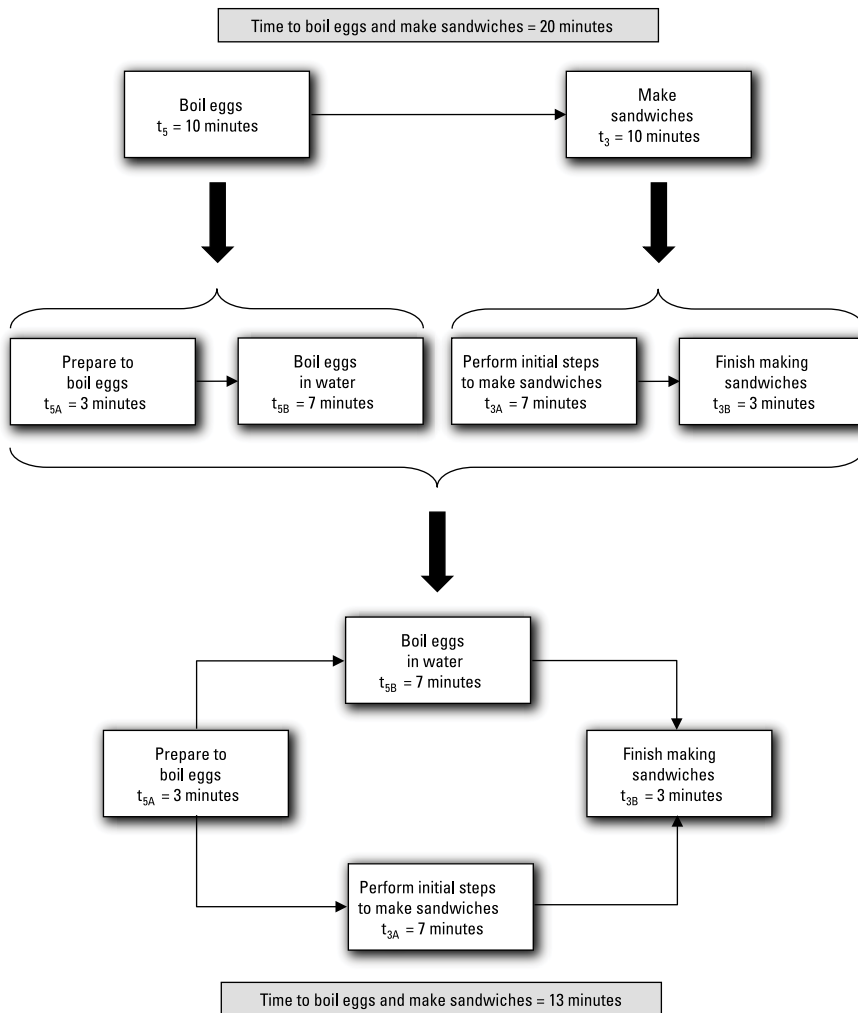 Time to boil eggs and make sandwiches = 20 minutes
Boil eggs
t5 = 10 minutes
Make
sandwiches
t3 = 10 minutes
Prepare to
boil eggs
t5A = 3 minutes
Boil eggs
in water
t5B = 7 minutes
Perform initial steps
to make sandwiches
t3A = 7 minutes
Finish making
sandwiches
t3B = 3 minutes
Boil eggs
in water
t5B = 7 minutes
Prepare to
boil eggs
t5A = 3 minutes
Finish making
sandwiches
t3B = 3 minutes
Perform initial steps
to make sandwiches
t3A = 7 minutes
Time to boil eggs and make sandwiches = 13 minutes